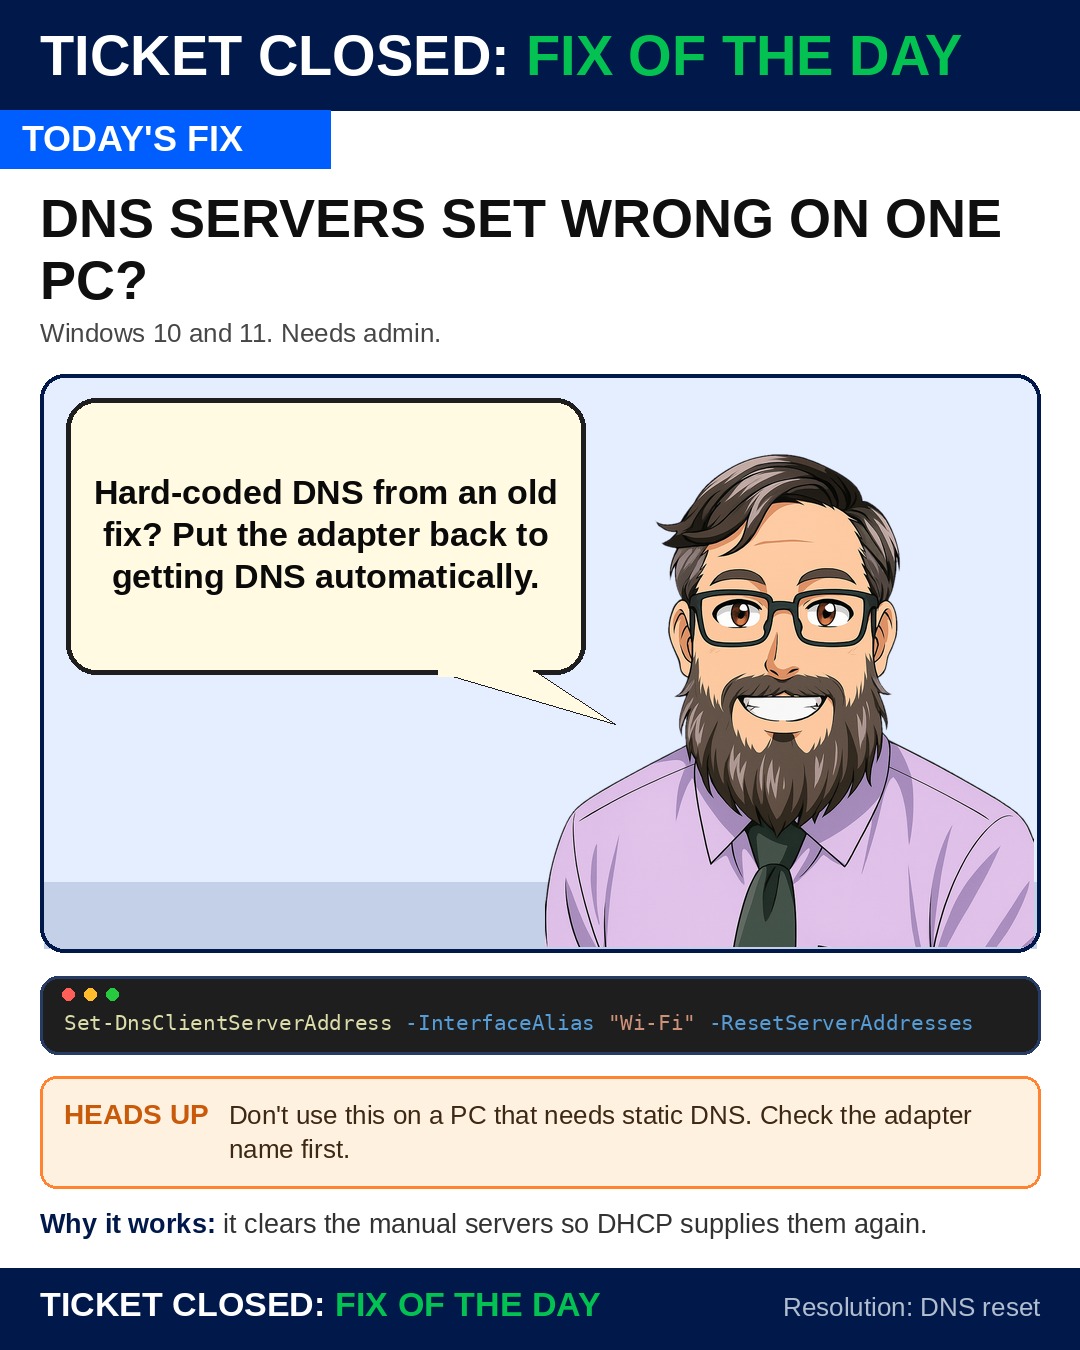 TICKET CLOSED: FIX OF THE DAY
TODAY'S FIX
DNS SERVERS SET WRONG ON ONE
PC?
Windows 10 and 11. Needs admin.
Hard-coded DNS from an old
fix? Put the adapter back to
getting DNS automatically.
Set-DnsClientServerAddress -InterfaceAlias "Wi-Fi" -ResetServerAddresses
HEADS UP Don't use this on a PC that needs static DNS. Check the adapter
name first.
Why it works: it clears the manual servers so DHCP supplies them again.
TICKET CLOSED: FIX OF THE DAY
Resolution: DNS reset